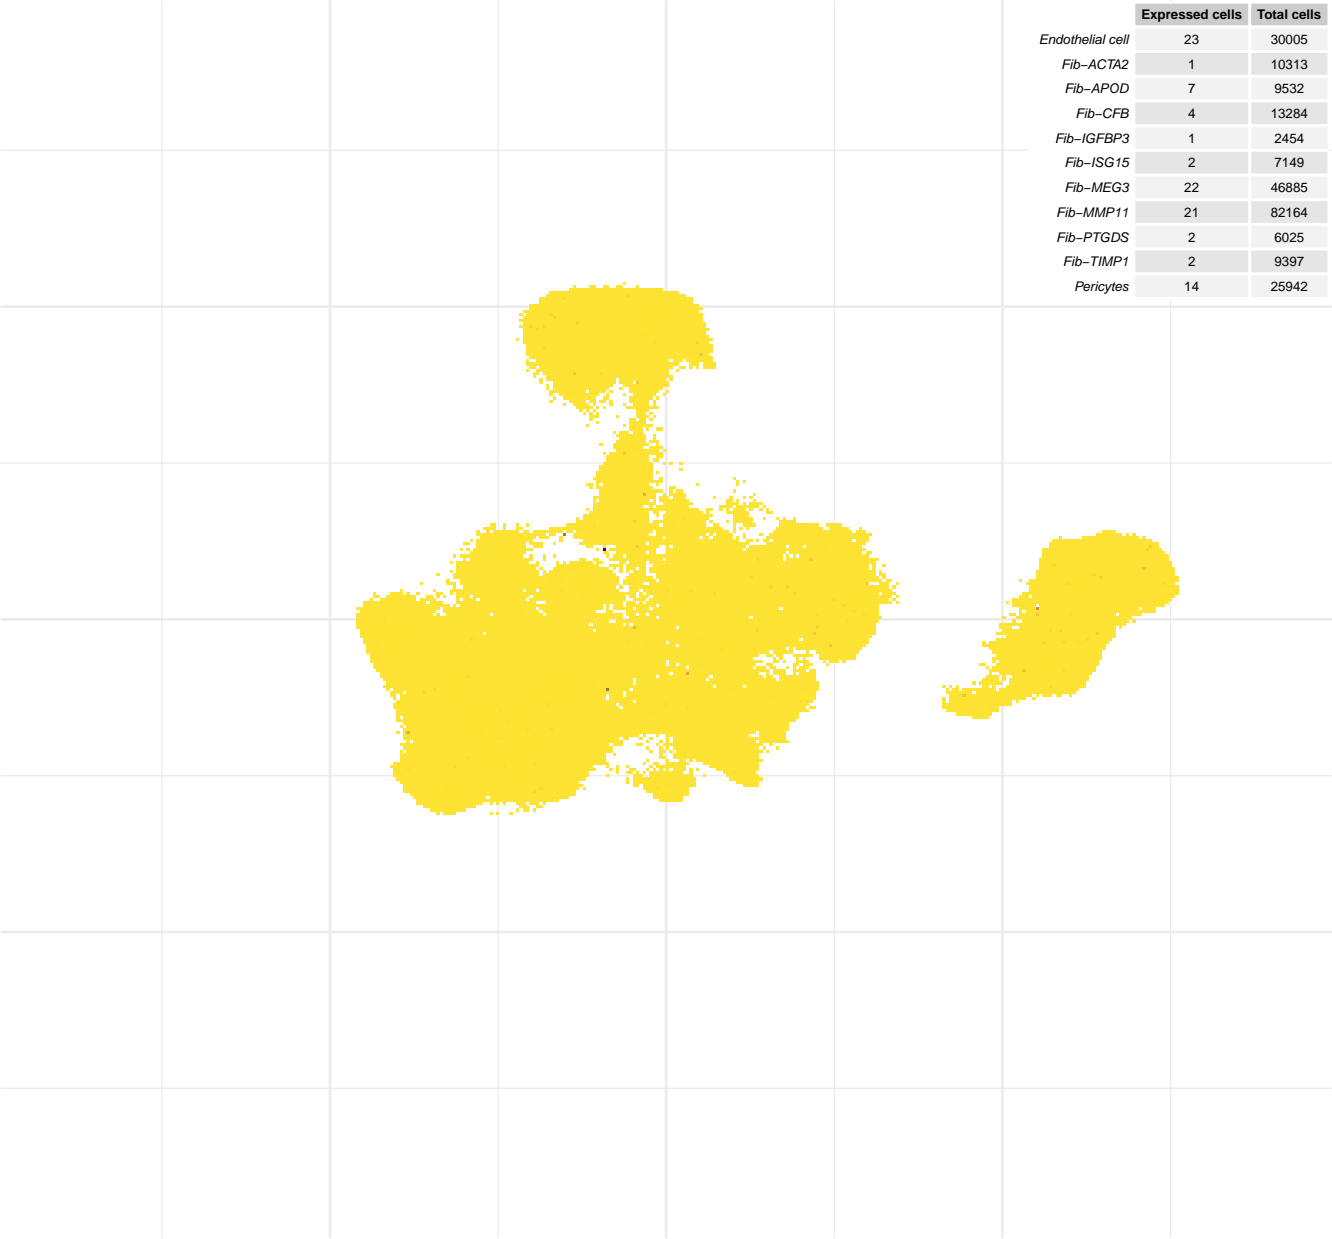 Expressed cells Total cells
Endothelial cell 23 30005
Fib−ACTA2 1 10313
Fib−APOD 7 9532
Fib−CFB 4 13284
Fib−IGFBP3 1 2454
Fib−ISG15 2 7149
Fib−MEG3 22 46885
Fib−MMP11 21 82164
Fib−PTGDS 2 6025
Fib−TIMP1 2 9397
Pericytes 14 25942